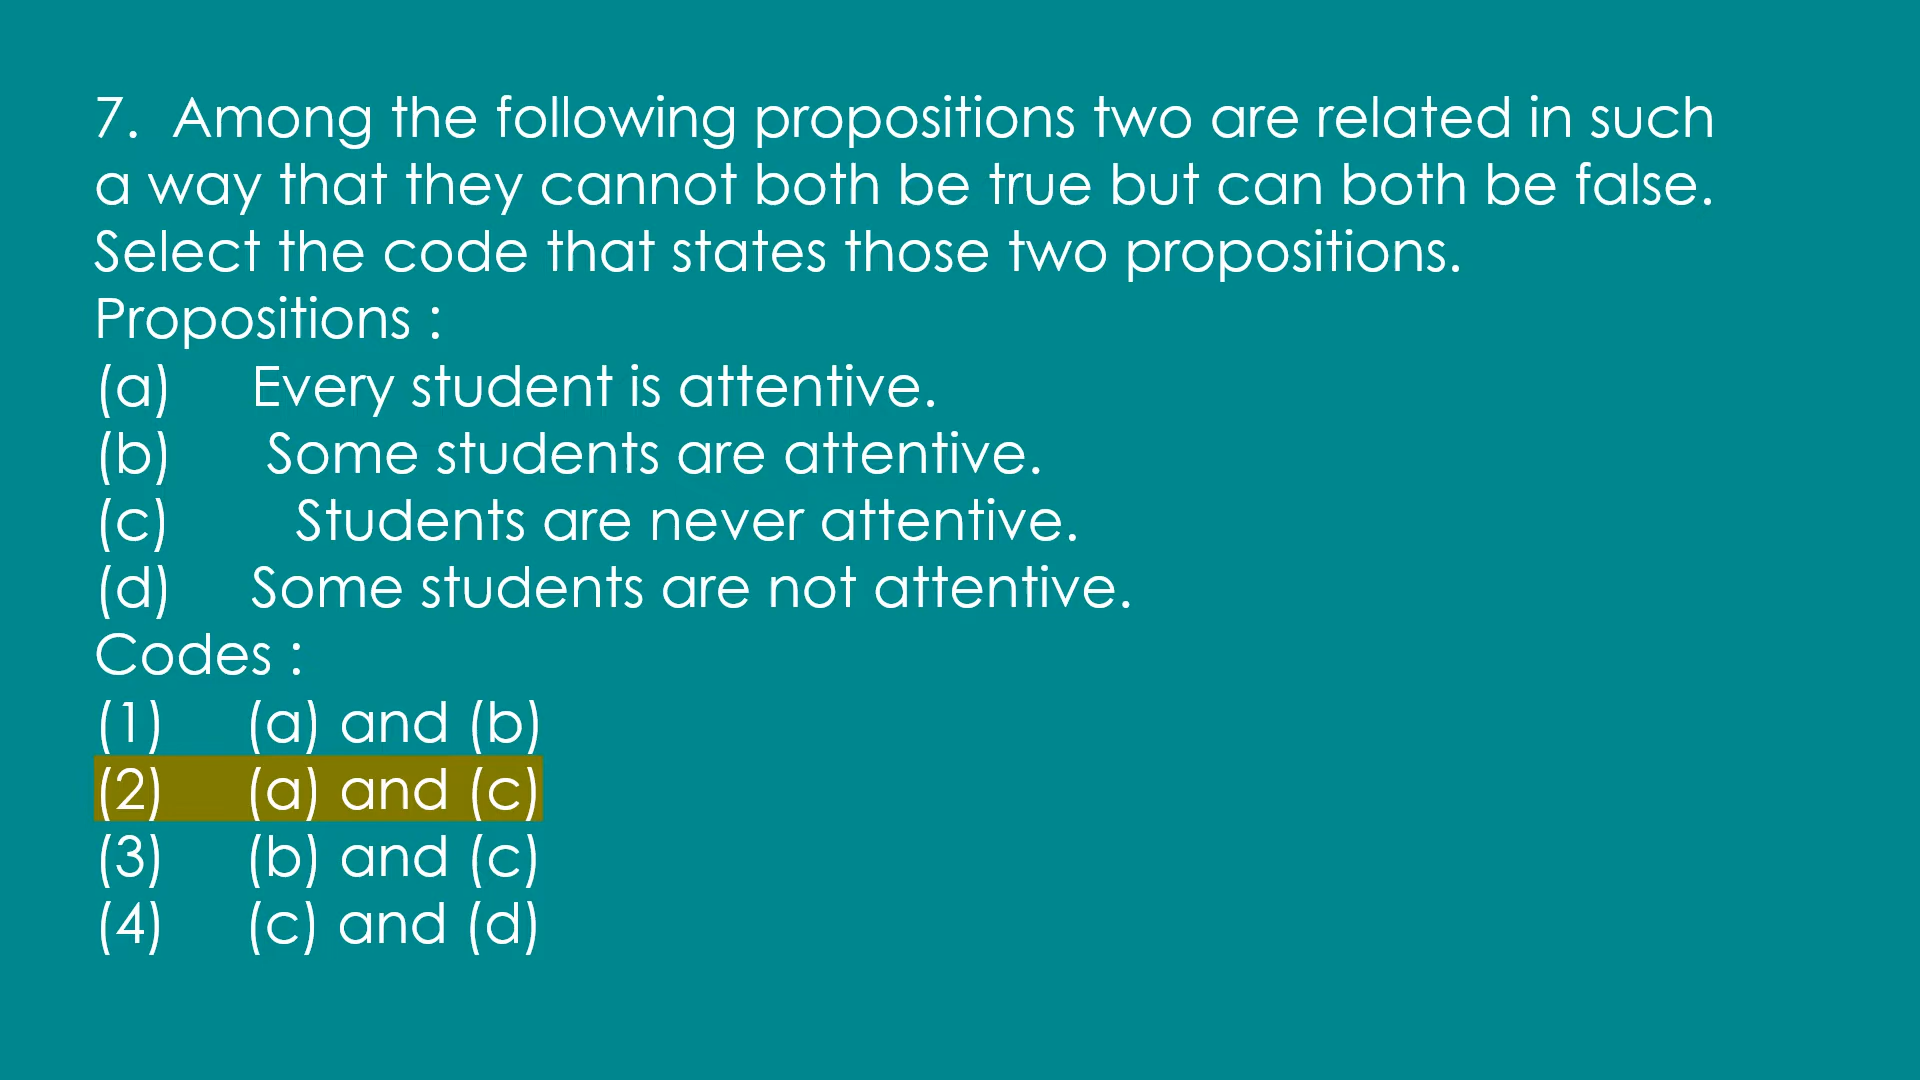 7. Among the following propositions two are related in such
a way that they cannot both be true but can both be false.
Select the code that states those two propositions.
Propositions :
(a) Every student is attentive.
(b) Some students are attentive.
(c) Students are never attentive.
(d) Some students are not attentive.
Codes :
(1) (a) and (b)
(2) (a) and (c)
(3) (b) and (c)
(4) (c) and (d)